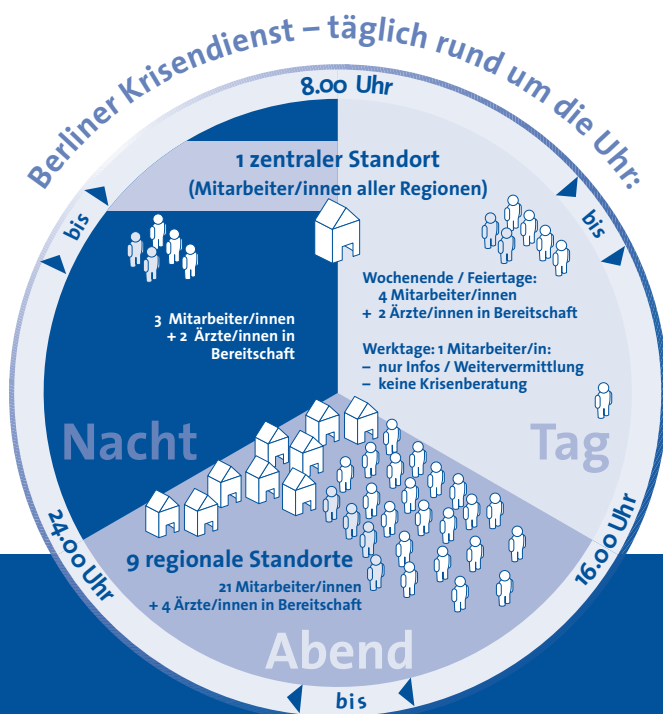 Berliner Krisendienst – täglich rund um die Uhr:
8.00 Uhr
1 zentraler Standort
(Mitarbeiter/innen aller Regionen)
bis
bis
Wochenende / Feiertage:
4 Mitarbeiter/innen
+ 2 Ärzte/innen in Bereitschaft
Werktage: 1 Mitarbeiter/in:
– nur Infos / Weitervermittlung
– keine Krisenberatung
3 Mitarbeiter/innen
+ 2 Ärzte/innen in
Bereitschaft
Nacht
Tag
24.00 Uhr
16.00 Uhr
9 regionale Standorte
21 Mitarbeiter/innen
+ 4 Ärzte/innen in Bereitschaft
Abend
bis